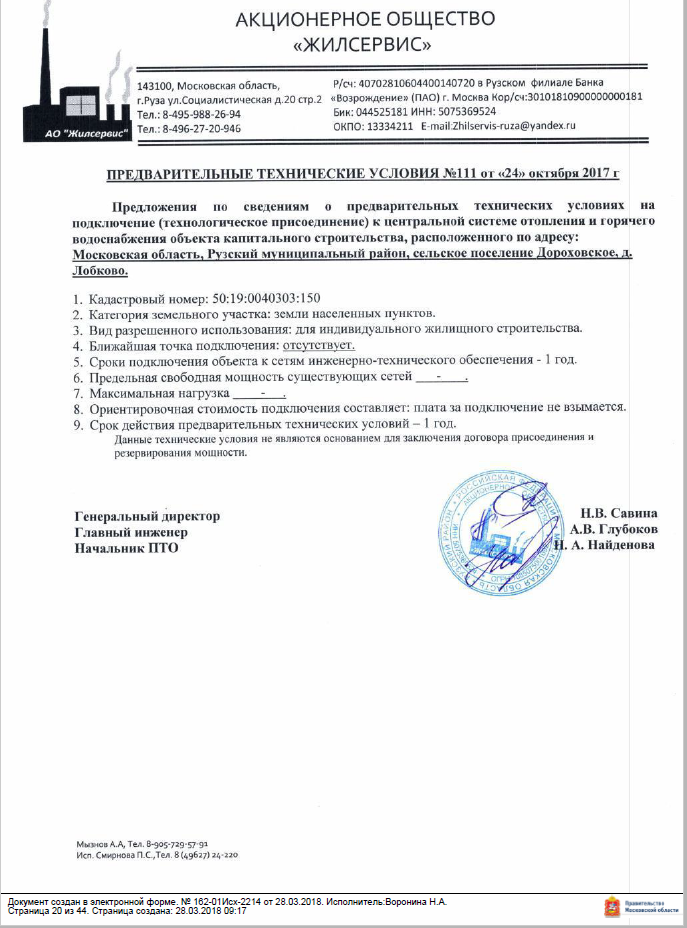 АКЦИОНЕРНОЕ ОБЩЕСТВО
«ЖИЛСЕРВИС»
АО "Жилсервис"
143100, Московская область,
г.Руза ул.Социалистическая д.20 стр.2
Тел.: 8-495-988-26-94
Тел.: 8-496-27-20-946
Р/сч: 40702810604400140720 в Рузском филиале Банка
«Возрождение» (ПАО) г. Москва Кор/сч:30101810900000000181
Бик: 044525181 ИНН: 5075369524
ОКПО: 13334211 E-mail:Zhilservis-ruza@yandex.ru
ПРЕДВАРИТЕЛЬНЫЕ ТЕХНИЧЕСКИЕ УСЛОВИЯ №111 от «24» октября 2017 г
Предложения по сведениям о предварительных технических условиях на
подключение (технологическое присоединение) к центральной системе отопления и горячего
водоснабжения объекта капитального строительства, расположенного по адресу:
Московская область, Рузский муниципальный район, сельское поселение Дороховское, д.
Лобково.
1. Кадастровый номер: 50:19:0040303:150
2. Категория земельного участка: земли населенных пунктов.
3. Вид разрешенного использования: для индивидуального жилищного строительства.
4. Ближайшая точка подключения: отсутствует.
5. Сроки подключения объекта к сетям инженерно-технического обеспечения - 1 год.
6. Предельная свободная мощность существующих сетей ___-___.
7. Максимальная нагрузка ____-___.
8. Ориентировочная стоимость подключения составляет: плата за подключение не взымается.
9. Срок действия предварительных технических условий – 1 год.
Данные технические условия не являются основанием для заключения договора присоединения и
резервирования мощности.
Генеральный директор Н.В. Савина
Главный инженер А.В. Глубоков
Начальник ПТО Н. А. Найденова
РОССИЙСКАЯ ФЕДЕРАЦИЯ
МОСКОВСКАЯ ОБЛАСТЬ
Мызнов А.А, Тел. 8-905-729-57-91
Исп. Смирнова П.С.,Тел. 8 (49627) 24-220
Документ создан в электронной форме. № 162-01Исх-2214 от 28.03.2018. Исполнитель:Воронина Н.А.
Страница 20 из 44. Страница создана: 28.03.2018 09:17
Правительство
Московской области